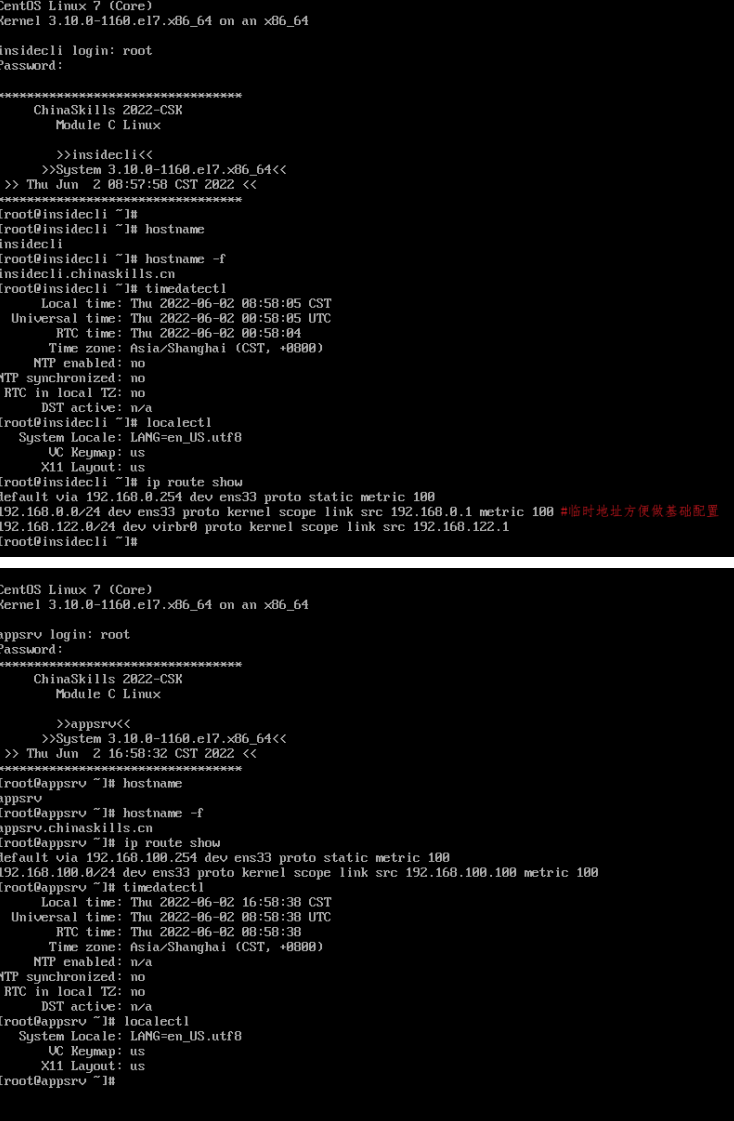 CentOS Linux 7 (Core)
Kernel 3.10.0-1160.el7.x86_64 on an x86_64
insidecli login: root
Password:
*********************************
ChinaSkills 2022-CSK
Module C Linux
>>insidecli<<
>>System 3.10.0-1160.el7.x86_64<<
>> Thu Jun  2 08:57:58 CST 2022 <<
*********************************
[root@insidecli ~]#
[root@insidecli ~]# hostname
insidecli
[root@insidecli ~]# hostname -f
insidecli.chinaskills.cn
[root@insidecli ~]# timedatectl
Local time: Thu 2022-06-02 08:58:05 CST
Universal time: Thu 2022-06-02 00:58:05 UTC
RTC time: Thu 2022-06-02 00:58:04
Time zone: Asia/Shanghai (CST, +0800)
NTP enabled: no
NTP synchronized: no
RTC in local TZ: no
DST active: n/a
[root@insidecli ~]# localectl
System Locale: LANG=en_US.utf8
VC Keymap: us
X11 Layout: us
[root@insidecli ~]# ip route show
default via 192.168.0.254 dev ens33 proto static metric 100
192.168.0.0/24 dev ens33 proto kernel scope link src 192.168.0.1 metric 100 #临时地址方便做基础配置
192.168.122.0/24 dev virbr0 proto kernel scope link src 192.168.122.1
[root@insidecli ~]#
CentOS Linux 7 (Core)
Kernel 3.10.0-1160.el7.x86_64 on an x86_64
appsrv login: root
Password:
*********************************
ChinaSkills 2022-CSK
Module C Linux
>>appsrv<<
>>System 3.10.0-1160.el7.x86_64<<
>> Thu Jun  2 16:58:32 CST 2022 <<
*********************************
[root@appsrv ~]# hostname
appsrv
[root@appsrv ~]# hostname -f
appsrv.chinaskills.cn
[root@appsrv ~]# ip route show
default via 192.168.100.254 dev ens33 proto static metric 100
192.168.100.0/24 dev ens33 proto kernel scope link src 192.168.100.100 metric 100
[root@appsrv ~]# timedatectl
Local time: Thu 2022-06-02 16:58:38 CST
Universal time: Thu 2022-06-02 08:58:38 UTC
RTC time: Thu 2022-06-02 08:58:38
Time zone: Asia/Shanghai (CST, +0800)
NTP enabled: n/a
NTP synchronized: no
RTC in local TZ: no
DST active: n/a
[root@appsrv ~]# localectl
System Locale: LANG=en_US.utf8
VC Keymap: us
X11 Layout: us
[root@appsrv ~]#